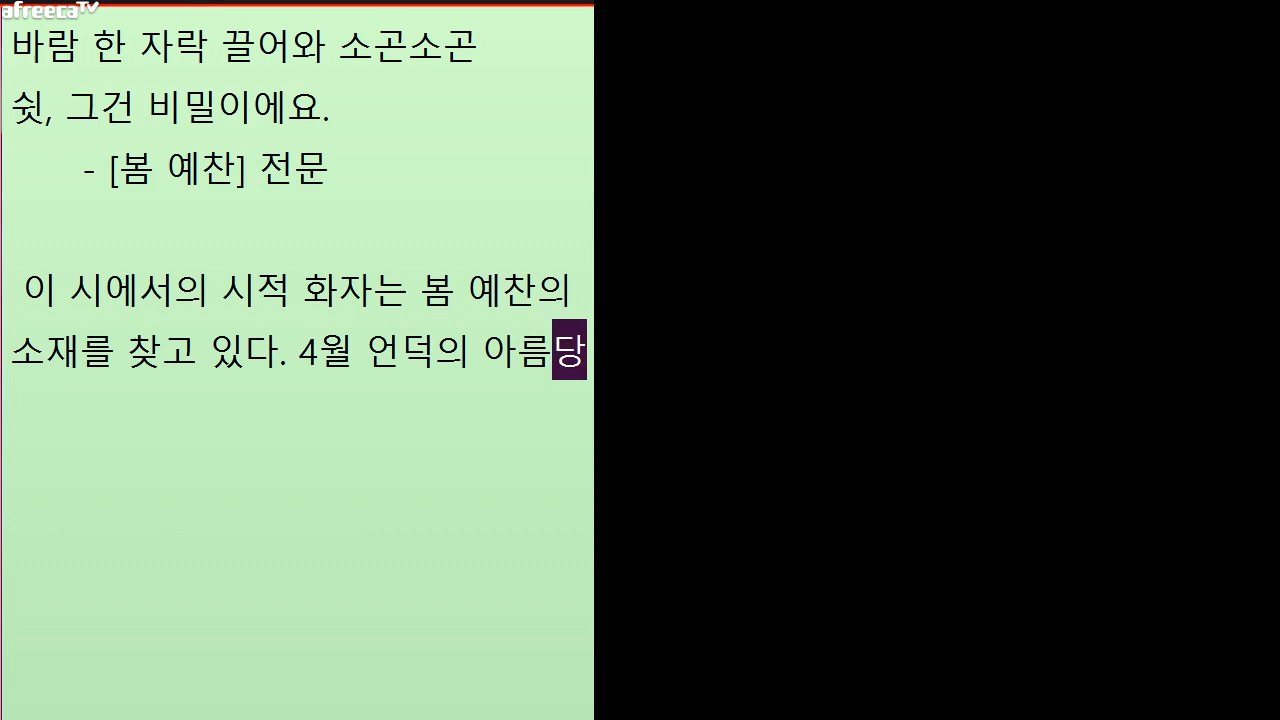 afreecaTV
바람 한 자락 끌어와 소곤소곤
쉿, 그건 비밀이에요.
- [봄 예찬] 전문
이 시에서의 시적 화자는 봄 예찬의
소재를 찾고 있다. 4월 언덕의 아름당